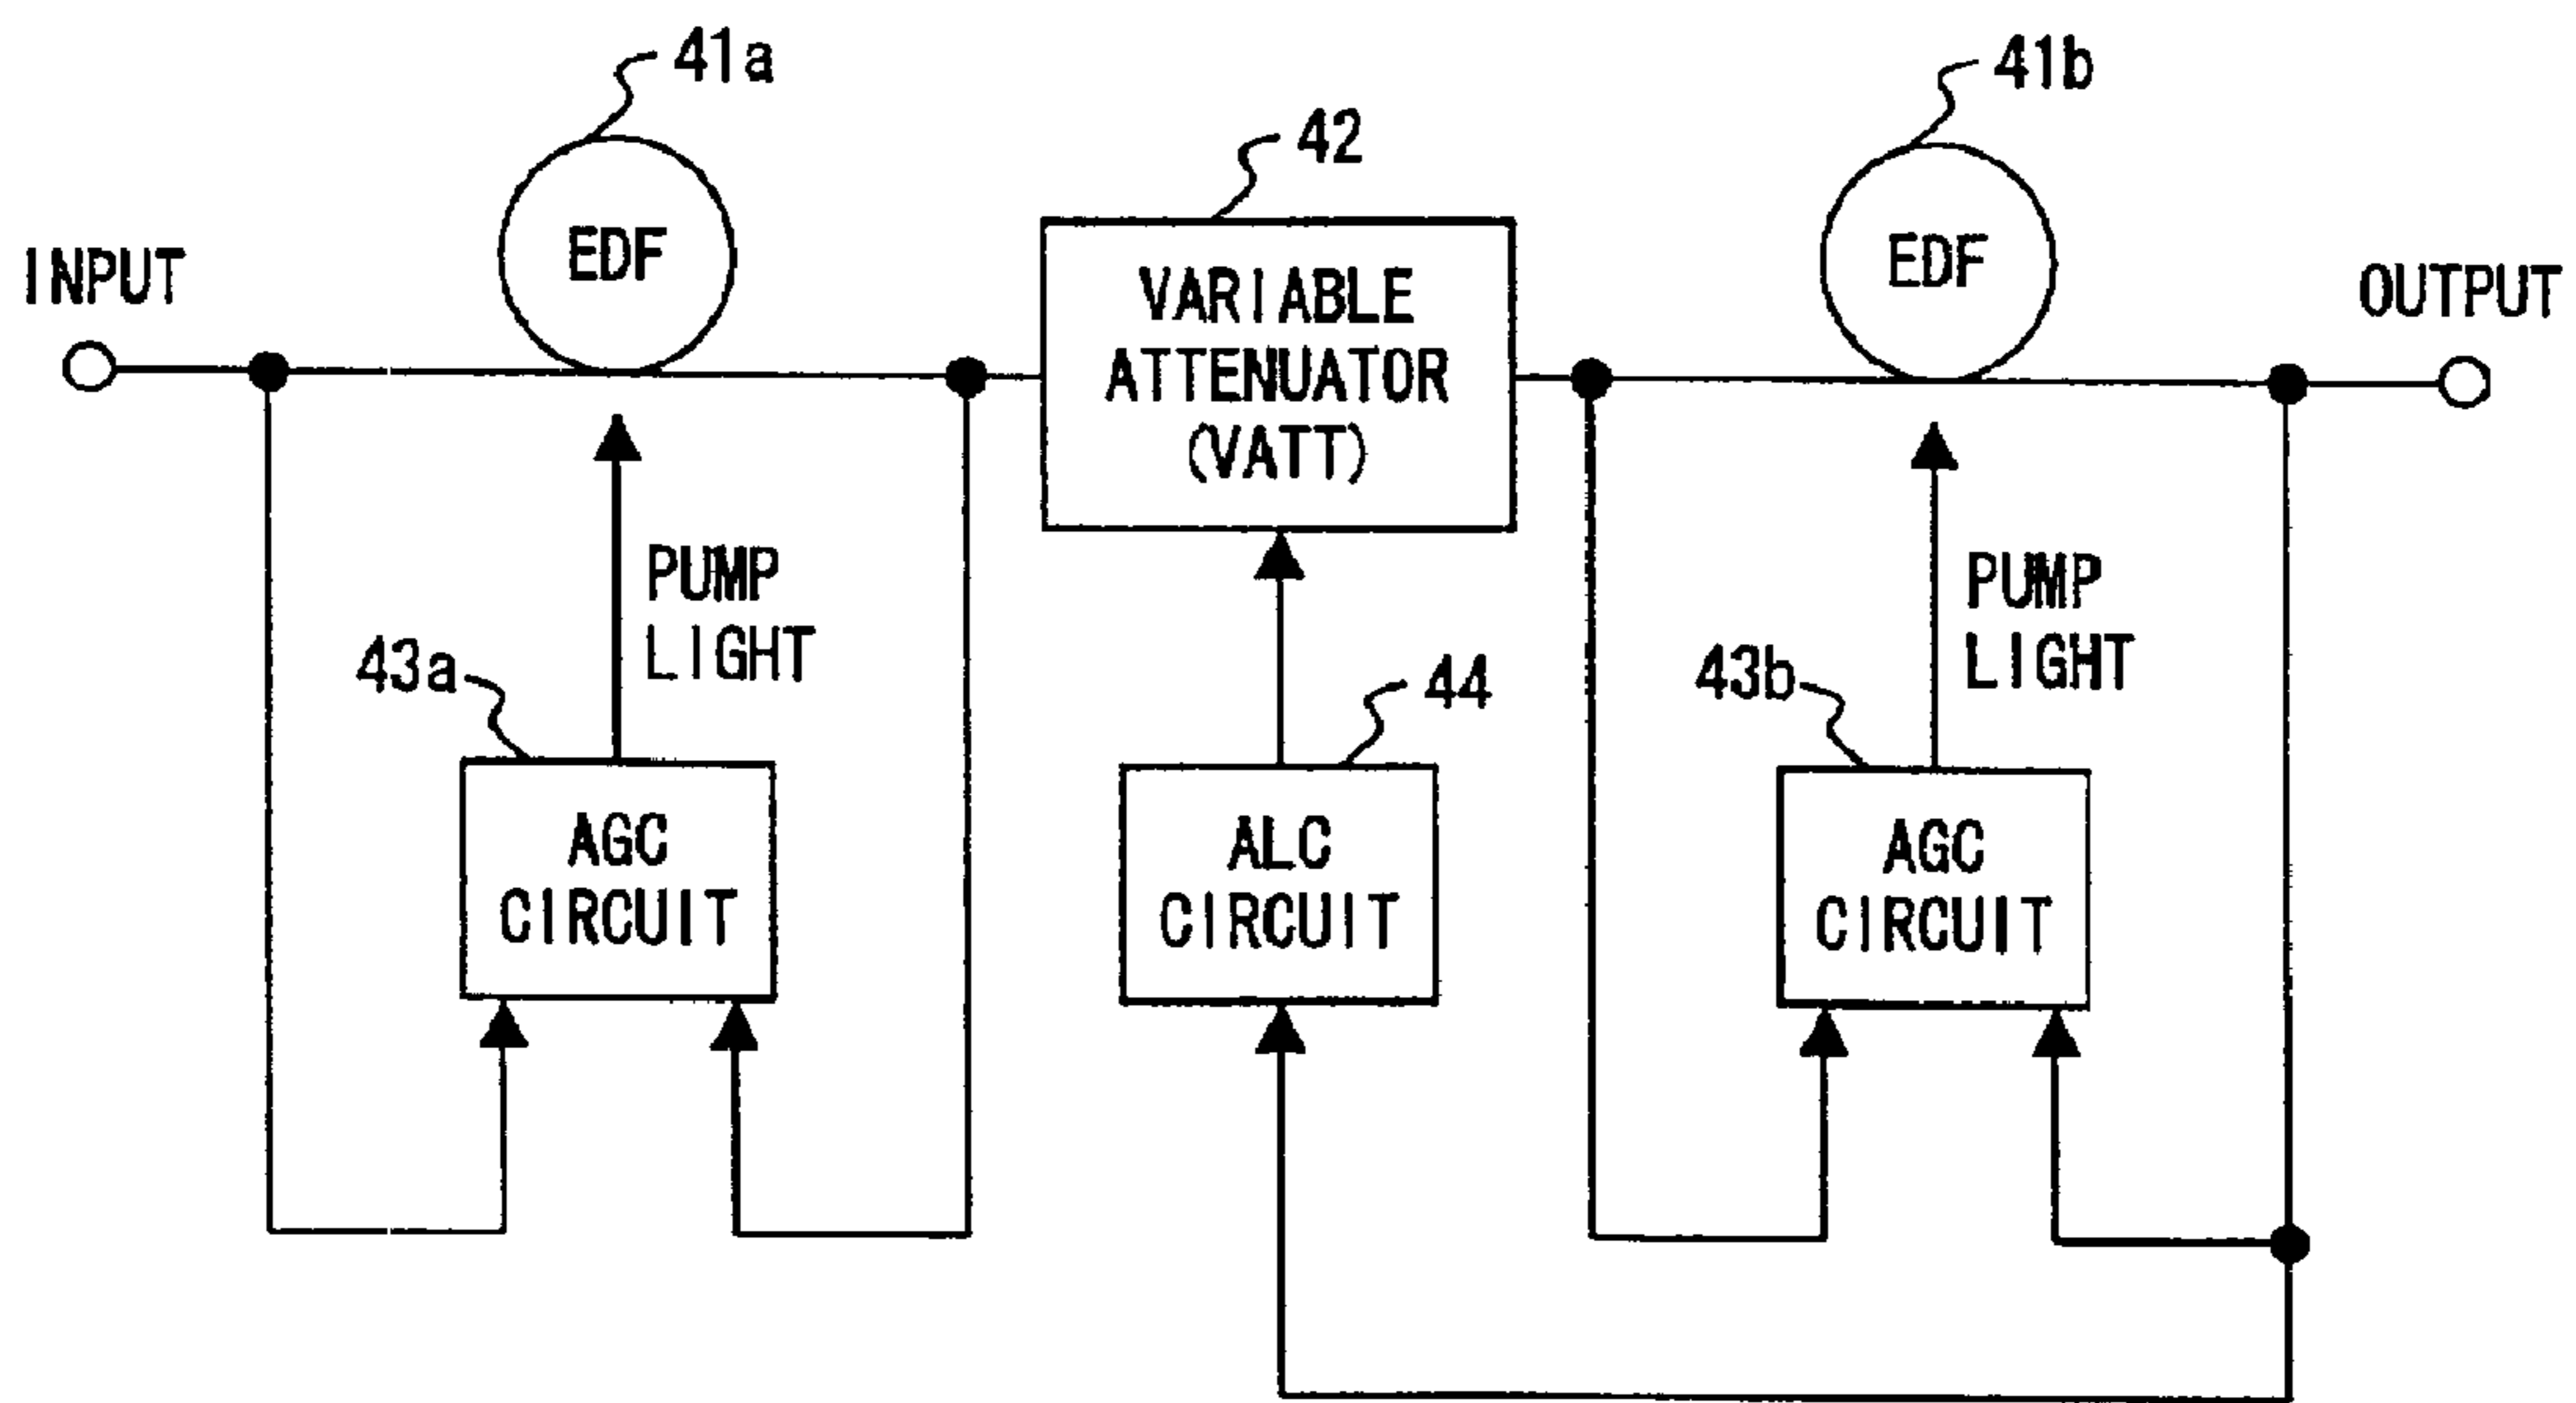 41a
41b
42
INPUT
EDF
VARIABLE
ATTENUATOR
(VATT)
EDF
OUTPUT
PUMP
LIGHT
PUMP
LIGHT
43a
44
43b
AGC
CIRCUIT
ALC
CIRCUIT
AGC
CIRCUIT